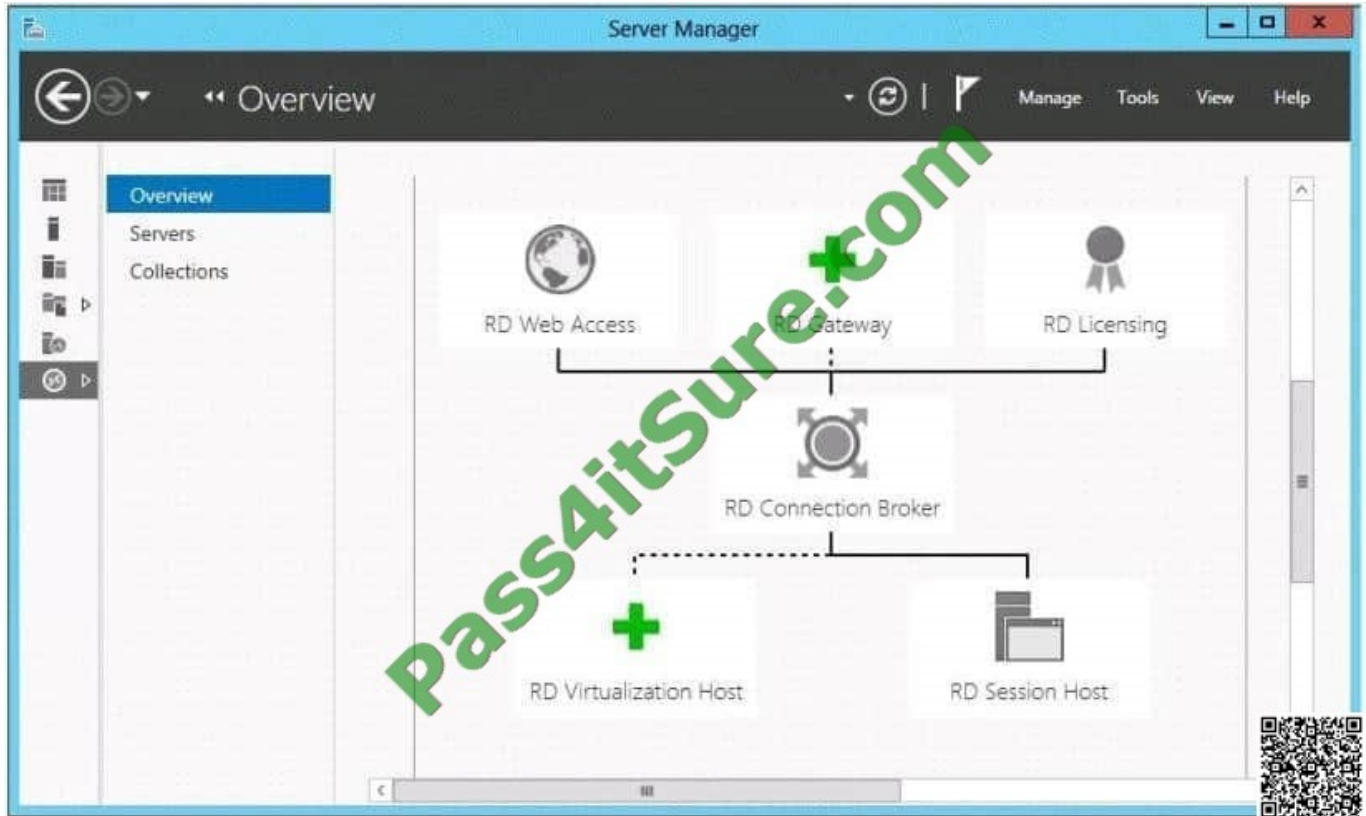 Server Manager
Overview
Manage Tools View Help
Overview
Servers
Collections
RD Web Access
RD Gateway
RD Licensing
RD Connection Broker
RD Virtualization Host
RD Session Host
Pass4itSure.com